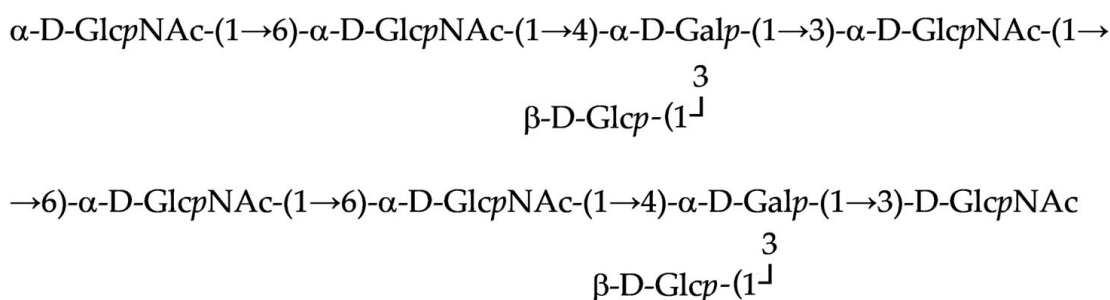 α-D-GlcpNAc-(1→6)-α-D-GlcpNAc-(1→4)-α-D-Galp-(1→3)-α-D-GlcpNAc-(1→
3
β-D-Glcp-(1┘
→6)-α-D-GlcpNAc-(1→6)-α-D-GlcpNAc-(1→4)-α-D-Galp-(1→3)-D-GlcpNAc
3
β-D-Glcp-(1┘